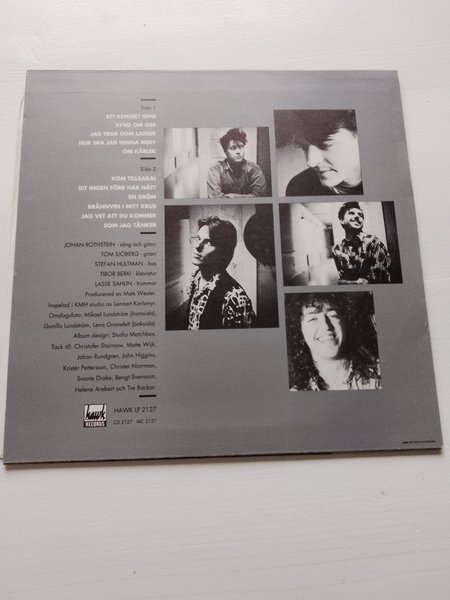 Sida 1
ETT KEMISKT GENI
SYND OM OSS
JAG TROR DOM LJUGER
HUR SKA JAG HINNA MED?
OM KÄRLEK
Sida 2
KOM TILLBAKA!
DIT INGEN FÖRR HAR NÅTT
EN DRÖM
BRÄNNVIN I MITT KRUS
JAG VET ATT DU KOMMER
SOM JAG TÄNKER
JOHAN ROTHSTEIN - sång och gitarr
TOM SJÖBERG - gitarr
STEFAN HULTMAN - bas
TIBOR BERKI - klaviatur
LASSE SAHLIN - trummor
Producerad av Mats Wester.
Inspelad i KMH studio av Lennart Karlsmyr.
Omslagsfoto: Mikael Lundström (framsida),
Gunilla Lundström, Lena Granefelt (baksida).
Album design: Studio Matchbox.
Tack till: Christofer Stannow, Matte Wijk,
Johan Rundgren, John Higgins,
Krister Pettersson, Christer Norrman,
Svante Drake, Bengt Svensson,
Helene Arebert och Tre Backar.
HAWK
RECORDS
HAWK LP 2127
CD 2127 MC 2127